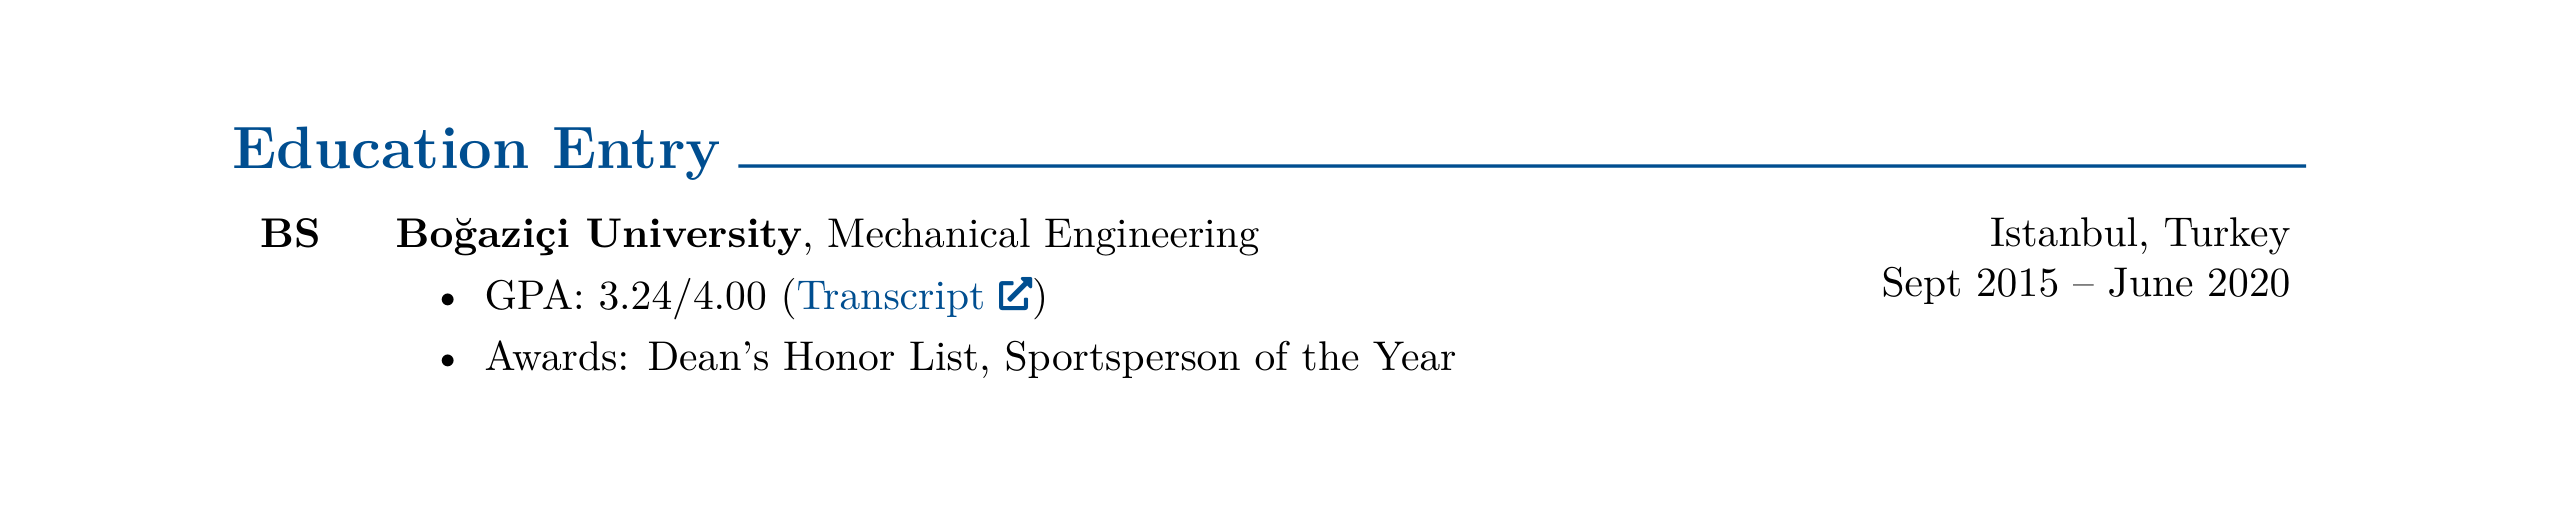 Education Entry
BS Boğaziçi University, Mechanical Engineering Istanbul, Turkey
Sept 2015 – June 2020
• GPA: 3.24/4.00 (Transcript)
• Awards: Dean's Honor List, Sportsperson of the Year